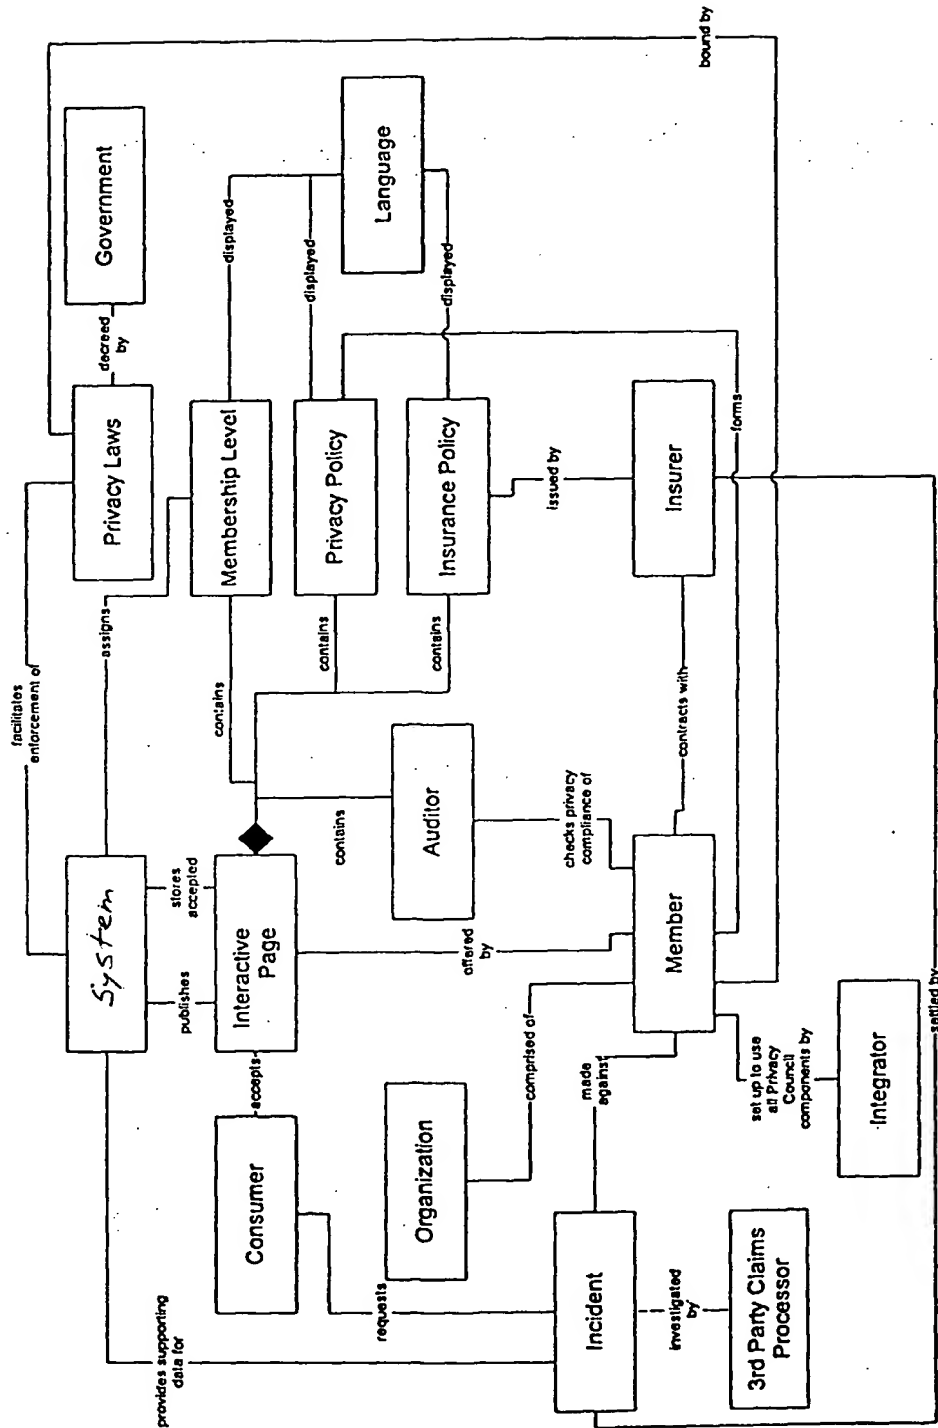 facilitates
enforcement of
bound by
Government
decreed
by
Privacy Laws
System
assigns
provides supporting
data for
publishes
stores
accepted
Consumer
accepts
Interactive
Page
contains
Membership Level
displayed
contains
Privacy Policy
displayed
Language
contains
Insurance Policy
displayed
contains
Auditor
requests
Organization
comprised of
offered
by
checks privacy
compliance of
Issued by
Incident
made
against
Member
contracts with
Insurer
forms
investigated
by
3rd Party Claims
Processor
set up to use
all Privacy
Council
components by
Integrator
settled by